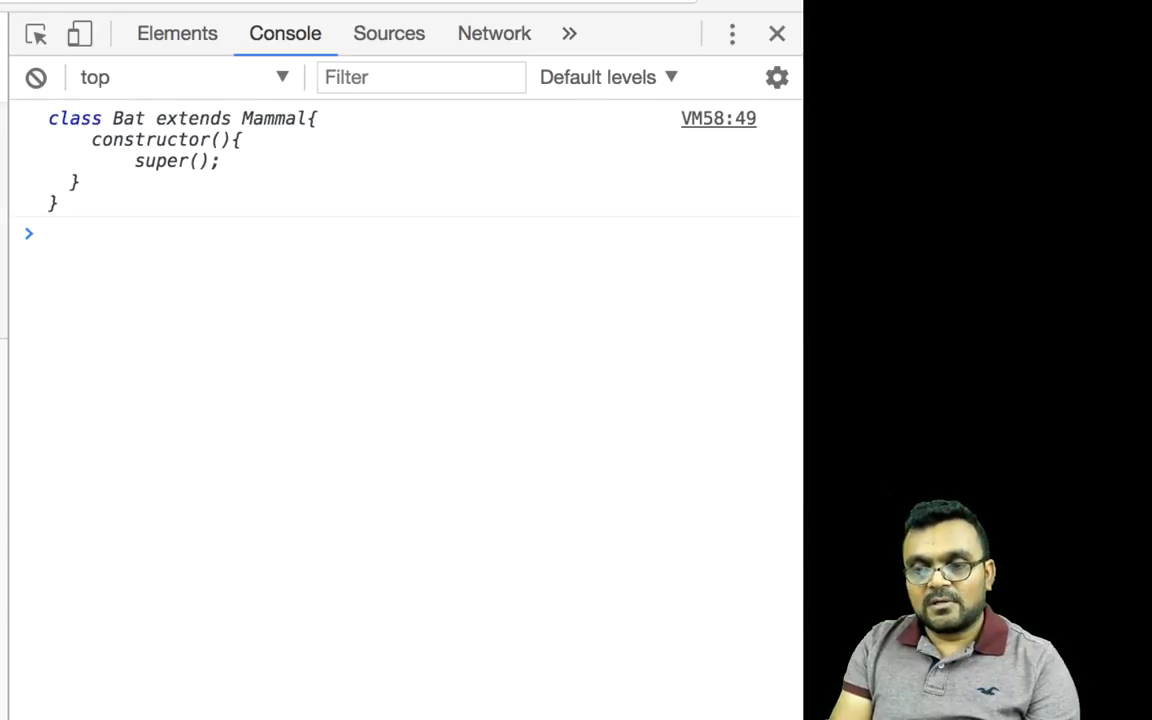 Elements Console Sources Network »
top Filter Default levels
class Bat extends Mammal{ VM58:49
constructor(){
super();
}
}
>